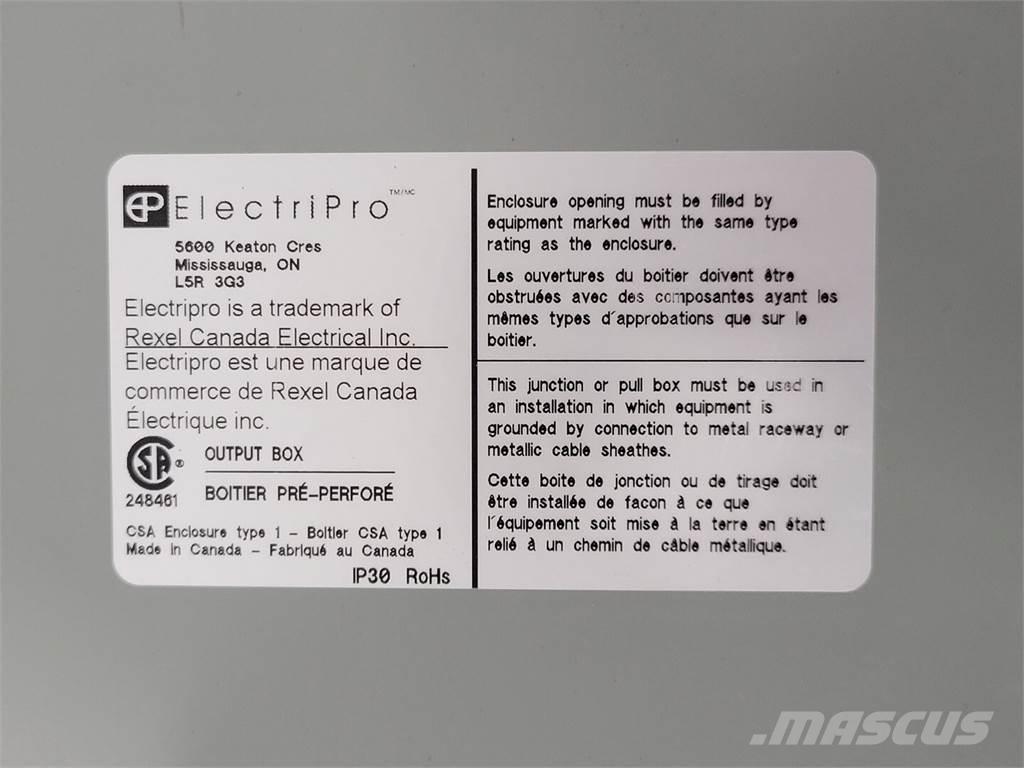 EP ElectriPro TM/MC
5600 Keaton Cres
Mississauga, ON
L5R 3G3
Electripro is a trademark of
Rexel Canada Electrical Inc.
Electripro est une marque de
commerce de Rexel Canada
Électrique inc.
CSA ®
248461
OUTPUT BOX
BOITIER PRÉ-PERFORÉ
CSA Enclosure type 1 - Boitier CSA type 1
Made in Canada - Fabriqué au Canada
IP30 RoHs
Enclosure opening must be filled by
equipment marked with the same type
rating as the enclosure.
Les ouvertures du boitier doivent être
obstruées avec des composantes ayant les
mêmes types d'approbations que sur le
boitier.
This junction or pull box must be used in
an installation in which equipment is
grounded by connection to metal raceway or
metallic cable sheathes.
Cette boite de jonction ou de tirage doit
être installée de facon à ce que
l'équipement soit mise à la terre en étant
relié à un chemin de câble métallique.
.MASCUS